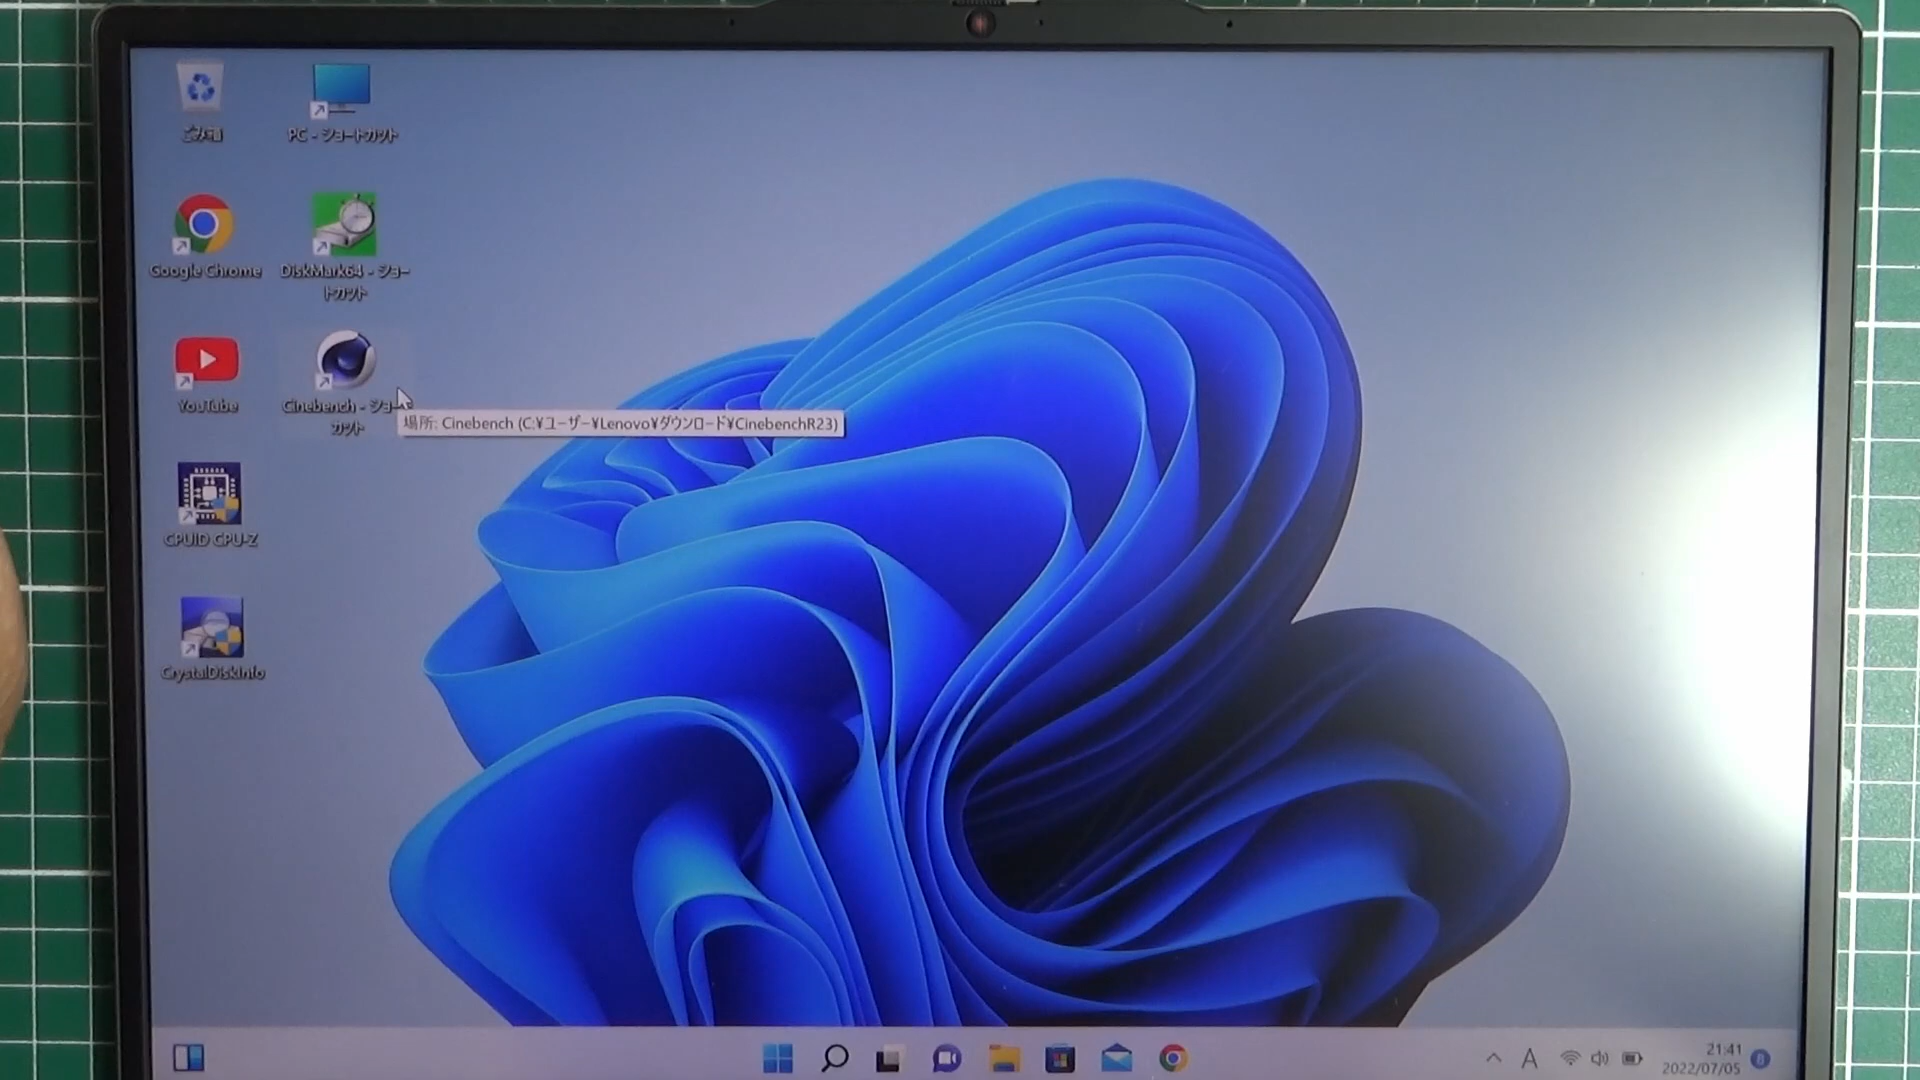 ごみ箱
PC - ショートカット
Google Chrome
DiskMark64 - ショー
トカット
YouTube
Cinebench - ショート
カット
場所: Cinebench (C:¥ユーザー¥Lenovo¥ダウンロード¥CinebenchR23)
CPUID CPU-Z
CrystalDiskInfo
A
21:41
2022/07/05
8